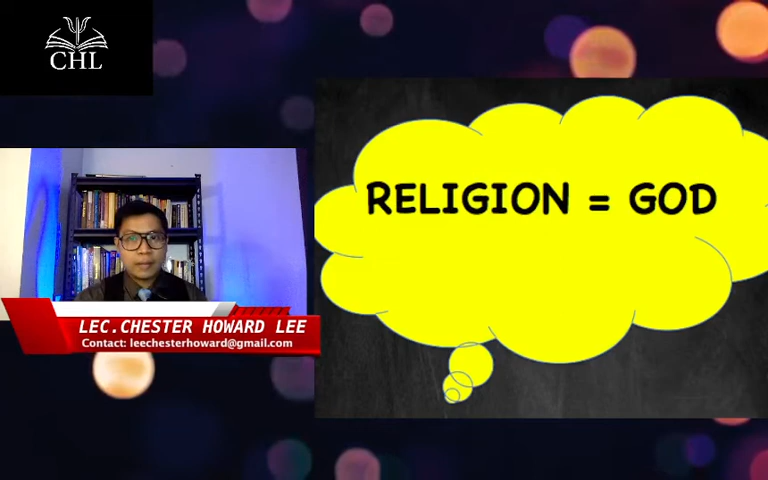 CHL
RELIGION = GOD
LEC.CHESTER HOWARD LEE
Contact: leechesterhoward@gmail.com